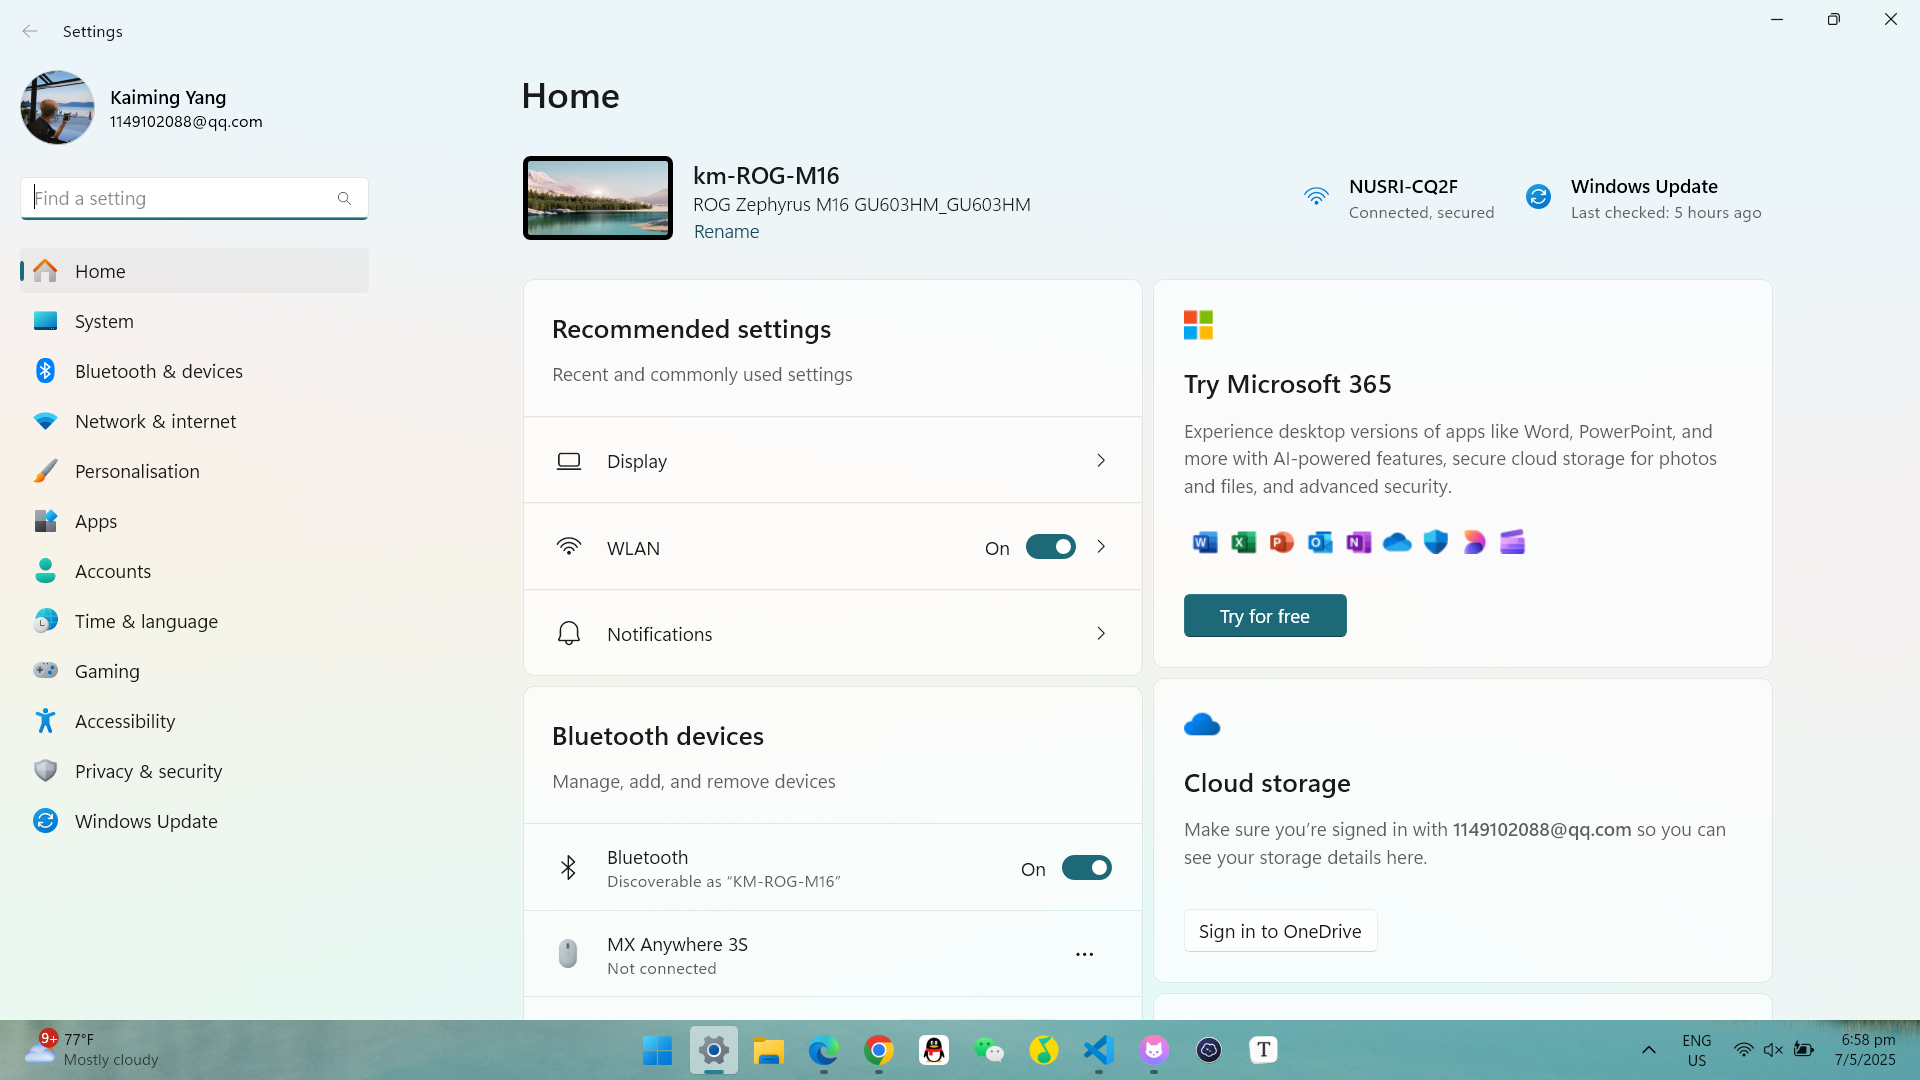 Settings
Kaiming Yang
1149102088@qq.com
Find a setting
Home
System
Bluetooth & devices
Network & internet
Personalisation
Apps
Accounts
Time & language
Gaming
Accessibility
Privacy & security
Windows Update
Home
km-ROG-M16
ROG Zephyrus M16 GU603HM_GU603HM
Rename
NUSRI-CQ2F
Connected, secured
Windows Update
Last checked: 5 hours ago
Recommended settings
Recent and commonly used settings
Display
WLAN
On
Notifications
Bluetooth devices
Manage, add, and remove devices
Bluetooth
Discoverable as “KM-ROG-M16”
On
MX Anywhere 3S
Not connected
Try Microsoft 365
Experience desktop versions of apps like Word, PowerPoint, and
more with AI-powered features, secure cloud storage for photos
and files, and advanced security.
Try for free
Cloud storage
Make sure you’re signed in with 1149102088@qq.com so you can
see your storage details here.
Sign in to OneDrive
9+
77°F
Mostly cloudy
T
ENG
US
6:58 pm
7/5/2025